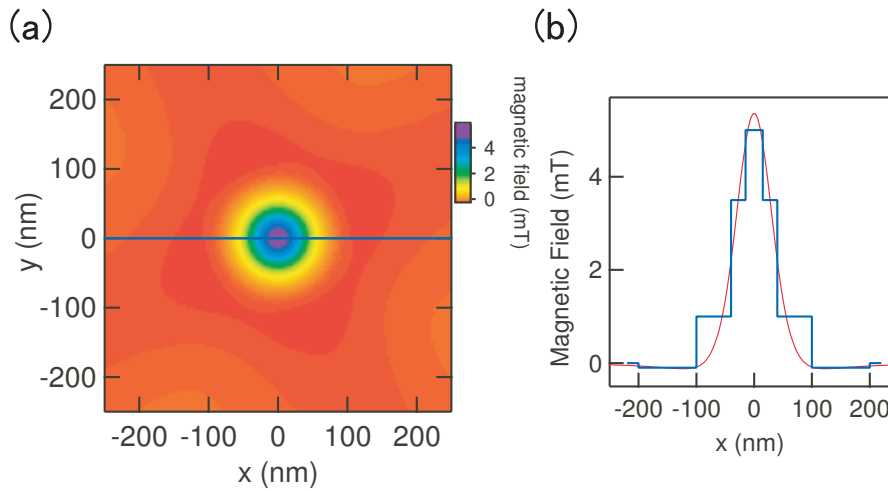 (a)
200
100
0
-100
-200
y (nm)
-200 -100 0 100 200
x (nm)
4
2
0
magnetic field (mT)
(b)
4
2
0
Magnetic Field (mT)
-200 -100 0 100 200
x (nm)